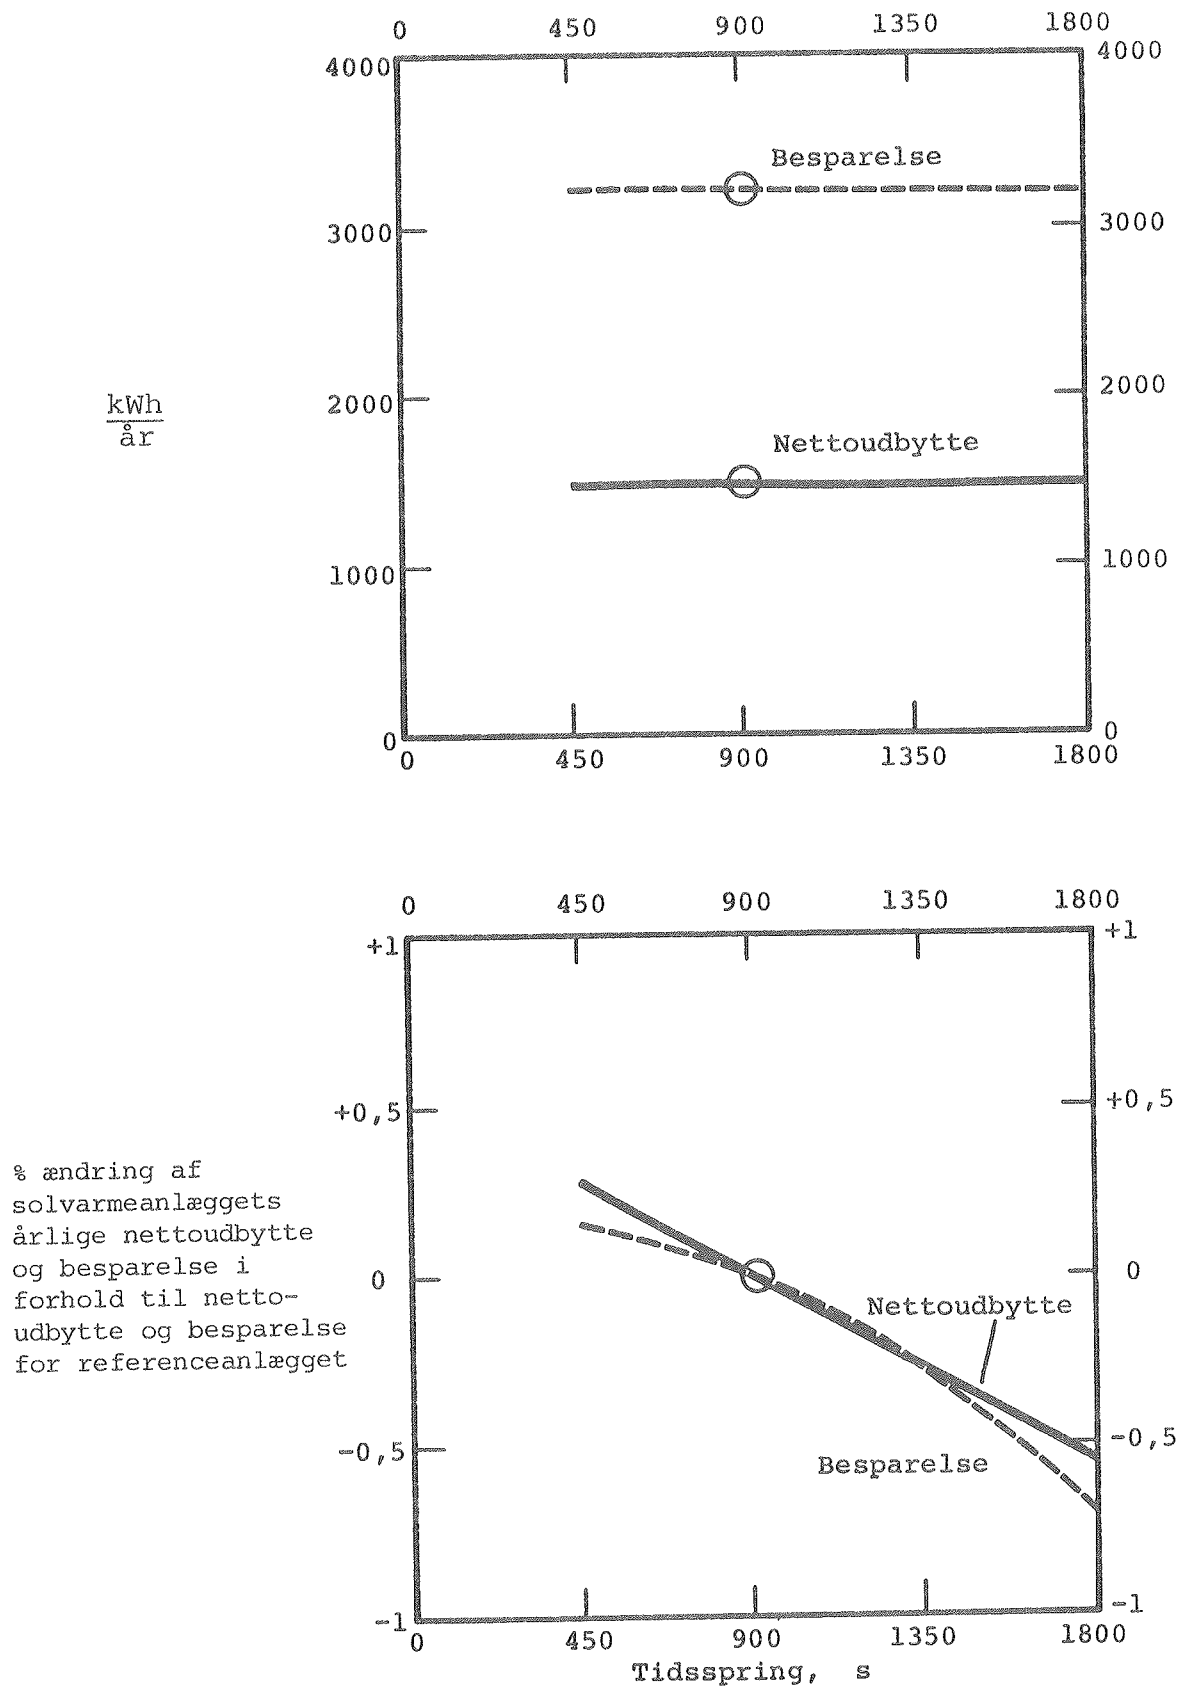 0 450 900 1350 1800
4000 4000
Besparelse
3000 3000
kWh
år
2000 2000
Nettoudbytte
1000 1000
0 0
0 450 900 1350 1800
0 450 900 1350 1800
+1 +1
+0,5 +0,5
% ændring af
solvarmeanlæggets
årlige nettoudbytte
og besparelse i
forhold til netto-
udbytte og besparelse
for referenceanlægget
0 0
Nettoudbytte
-0,5 -0,5
Besparelse
-1 -1
0 450 900 1350 1800
Tidsspring, s